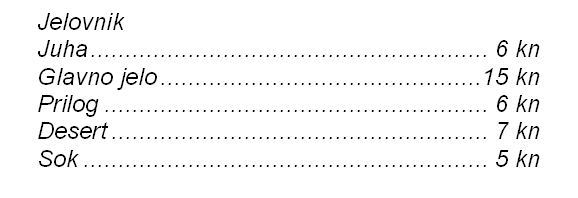 Jelovnik
Juha.......................................................... 6 kn
Glavno jelo...............................................15 kn
Prilog ........................................................ 6 kn
Desert....................................................... 7 kn
Sok ........................................................... 5 kn